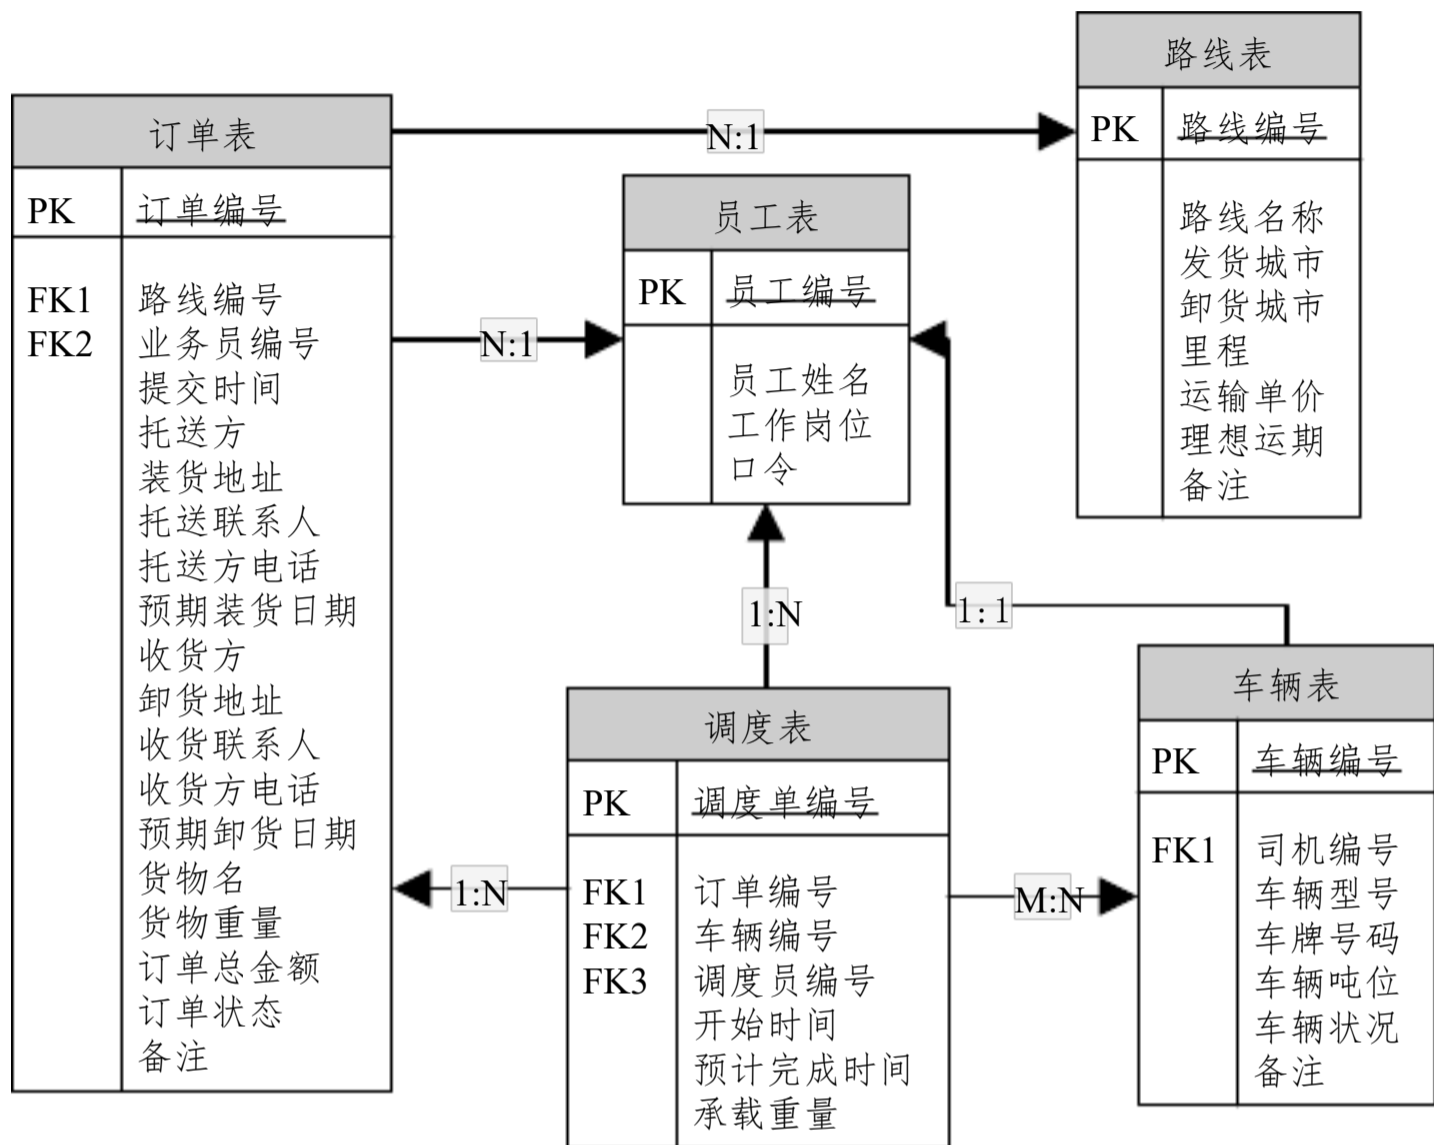 订单表
PK 订单编号
FK1 路线编号
FK2 业务员编号
提交时间
托送方
装货地址
托送联系人
托送方电话
预期装货日期
收货方
卸货地址
收货联系人
收货方电话
预期卸货日期
货物名
货物重量
订单总金额
订单状态
备注
N:1
N:1
员工表
PK 员工编号
员工姓名
工作岗位
口令
路线表
PK 路线编号
路线名称
发货城市
卸货城市
里程
运输单价
理想运期
备注
1:N
1:1
调度表
PK 调度单编号
FK1 订单编号
FK2 车辆编号
FK3 调度员编号
开始时间
预计完成时间
承载重量
1:N
M:N
车辆表
PK 车辆编号
FK1 司机编号
车辆型号
车牌号码
车辆吨位
车辆状况
备注